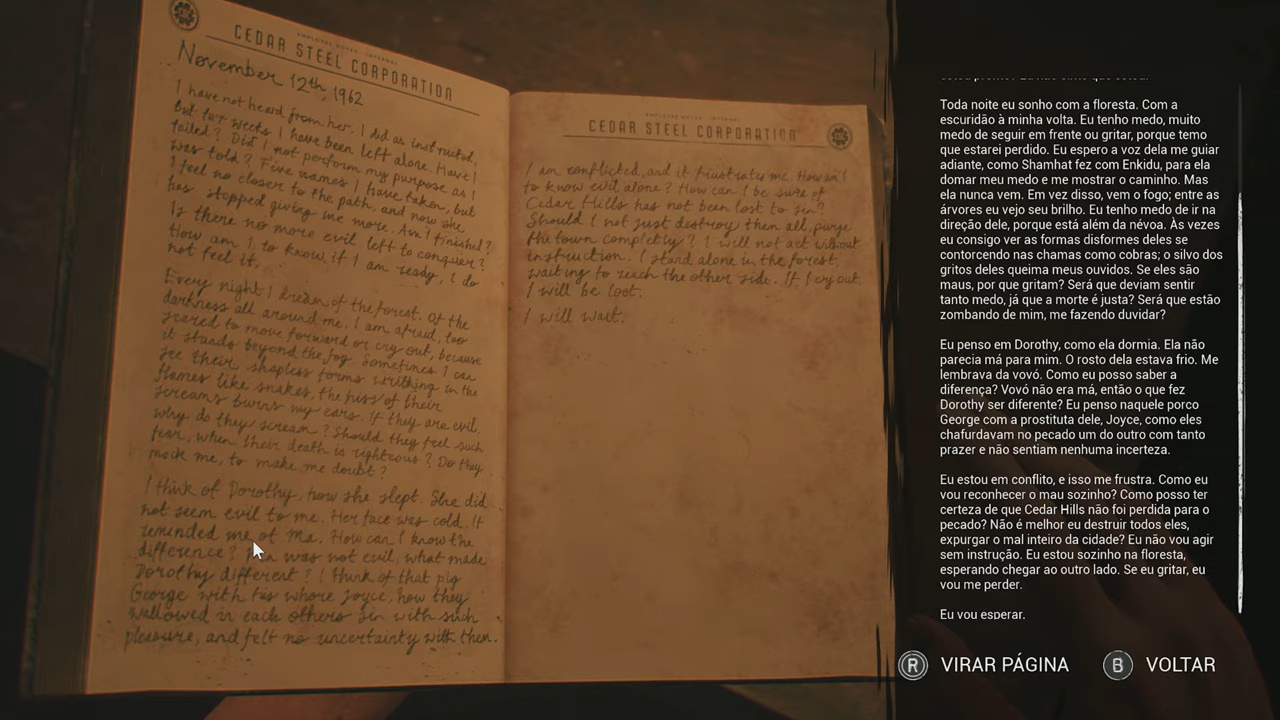 EMPLOYEE NOTES - INTERNAL
CEDAR STEEL CORPORATION
November 12th, 1962
I have not heard from her. I did as instructed,
but for weeks I have been left alone. Have I
failed? Did I not perform my purpose as I
was told? Five names I have taken, but
I feel no closer to the path, and now she
has stopped giving me more. Am I finished?
Is there no more evil left to conquer?
How am I to know if I am ready, I do
not feel it.
Every night I dream of the forest. Of the
darkness all around me. I am afraid, too
scared to move forward or cry out, because
it stands beyond the fog. Sometimes I can
see their shapless forms writhing in the
flames like snakes, the hiss of their
screams burns my ears. If they are evil,
why do they scream? Should they feel such
fear, when their death is righteous? Do they
mock me, to make me doubt?
I think of Dorothy, how she slept. She did
not seem evil to me. Her face was cold. It
remended me of Ma. How can I know the
difference? was not evil, what made
Dorothy different? I think of that pig
George with his whore Joyce, how they
wallowed in each others sin with such
pleasure, and felt no uncertainty with them.
CEDAR STEEL CORPORATION
I am conflicted, and it frustrates me. How am I
to know evil alone? How can I be sure of
Cedar Hills has not been lost to sin?
Should I not just destroy them all, purge
the town completly? I will not act without
instruction. I stand alone in the forest,
waiting to reach the other side. If I cry out
I will be lost.
I will wait.
Toda noite eu sonho com a floresta. Com a
escuridão à minha volta. Eu tenho medo, muito
medo de seguir em frente ou gritar, porque temo
que estarei perdido. Eu espero a voz dela me guiar
adiante, como Shamhat fez com Enkidu, para ela
domar meu medo e me mostrar o caminho. Mas
ela nunca vem. Em vez disso, vem o fogo; entre as
árvores eu vejo seu brilho. Eu tenho medo de ir na
direção dele, porque está além da névoa. Às vezes
eu consigo ver as formas disformes deles se
contorcendo nas chamas como cobras; o silvo dos
gritos deles queima meus ouvidos. Se eles são
maus, por que gritam? Será que deviam sentir
tanto medo, já que a morte é justa? Será que estão
zombando de mim, me fazendo duvidar?
Eu penso em Dorothy, como ela dormia. Ela não
parecia má para mim. O rosto dela estava frio. Me
lembrava da vovó. Como eu posso saber a
diferença? Vovó não era má, então o que fez
Dorothy ser diferente? Eu penso naquele porco
George com a prostituta dele, Joyce, como eles
chafurdavam no pecado um do outro com tanto
prazer e não sentiam nenhuma incerteza.
Eu estou em conflito, e isso me frustra. Como eu
vou reconhecer o mau sozinho? Como posso ter
certeza de que Cedar Hills não foi perdida para o
pecado? Não é melhor eu destruir todos eles,
expurgar o mal inteiro da cidade? Eu não vou agir
sem instrução. Eu estou sozinho na floresta,
esperando chegar ao outro lado. Se eu gritar, eu
vou me perder.
Eu vou esperar.
R VIRAR PÁGINA B VOLTAR